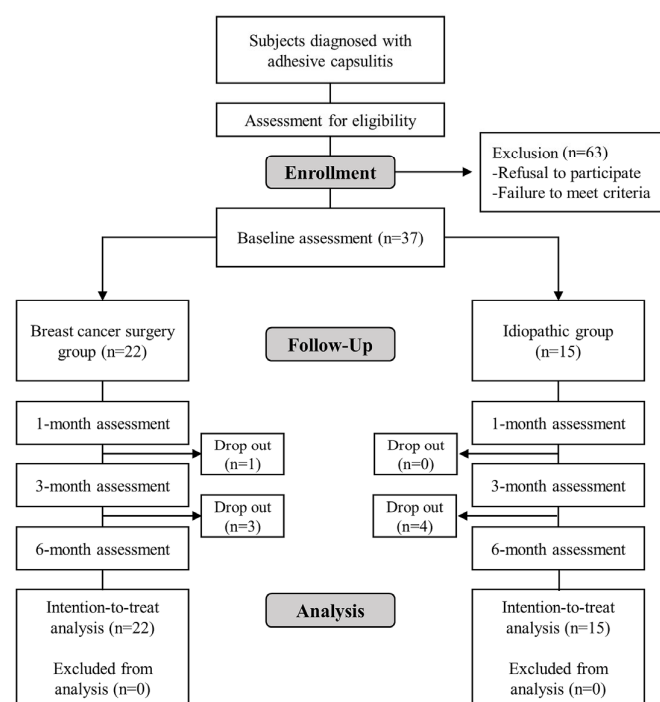 Subjects diagnosed with
adhesive capsulitis
Assessment for eligibility
Enrollment
Exclusion (n=63)
-Refusal to participate
-Failure to meet criteria
Baseline assessment (n=37)
Breast cancer surgery
group (n=22)
Follow-Up
Idiopathic group
(n=15)
1-month assessment
1-month assessment
Drop out
(n=1)
Drop out
(n=0)
3-month assessment
3-month assessment
Drop out
(n=3)
Drop out
(n=4)
6-month assessment
6-month assessment
Intention-to-treat
analysis (n=22)
Excluded from
analysis (n=0)
Analysis
Intention-to-treat
analysis (n=15)
Excluded from
analysis (n=0)